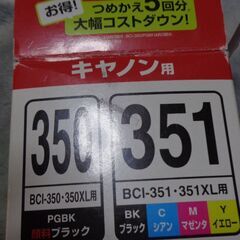 お得!
つめかえ5回分
大幅コストダウン!
キヤノン用
350
BCI-350・350XL用
PGBK
顔料ブラック
351
BCI-351・351XL用
BK C M Y
ブラック シアン マゼンタ イエロー